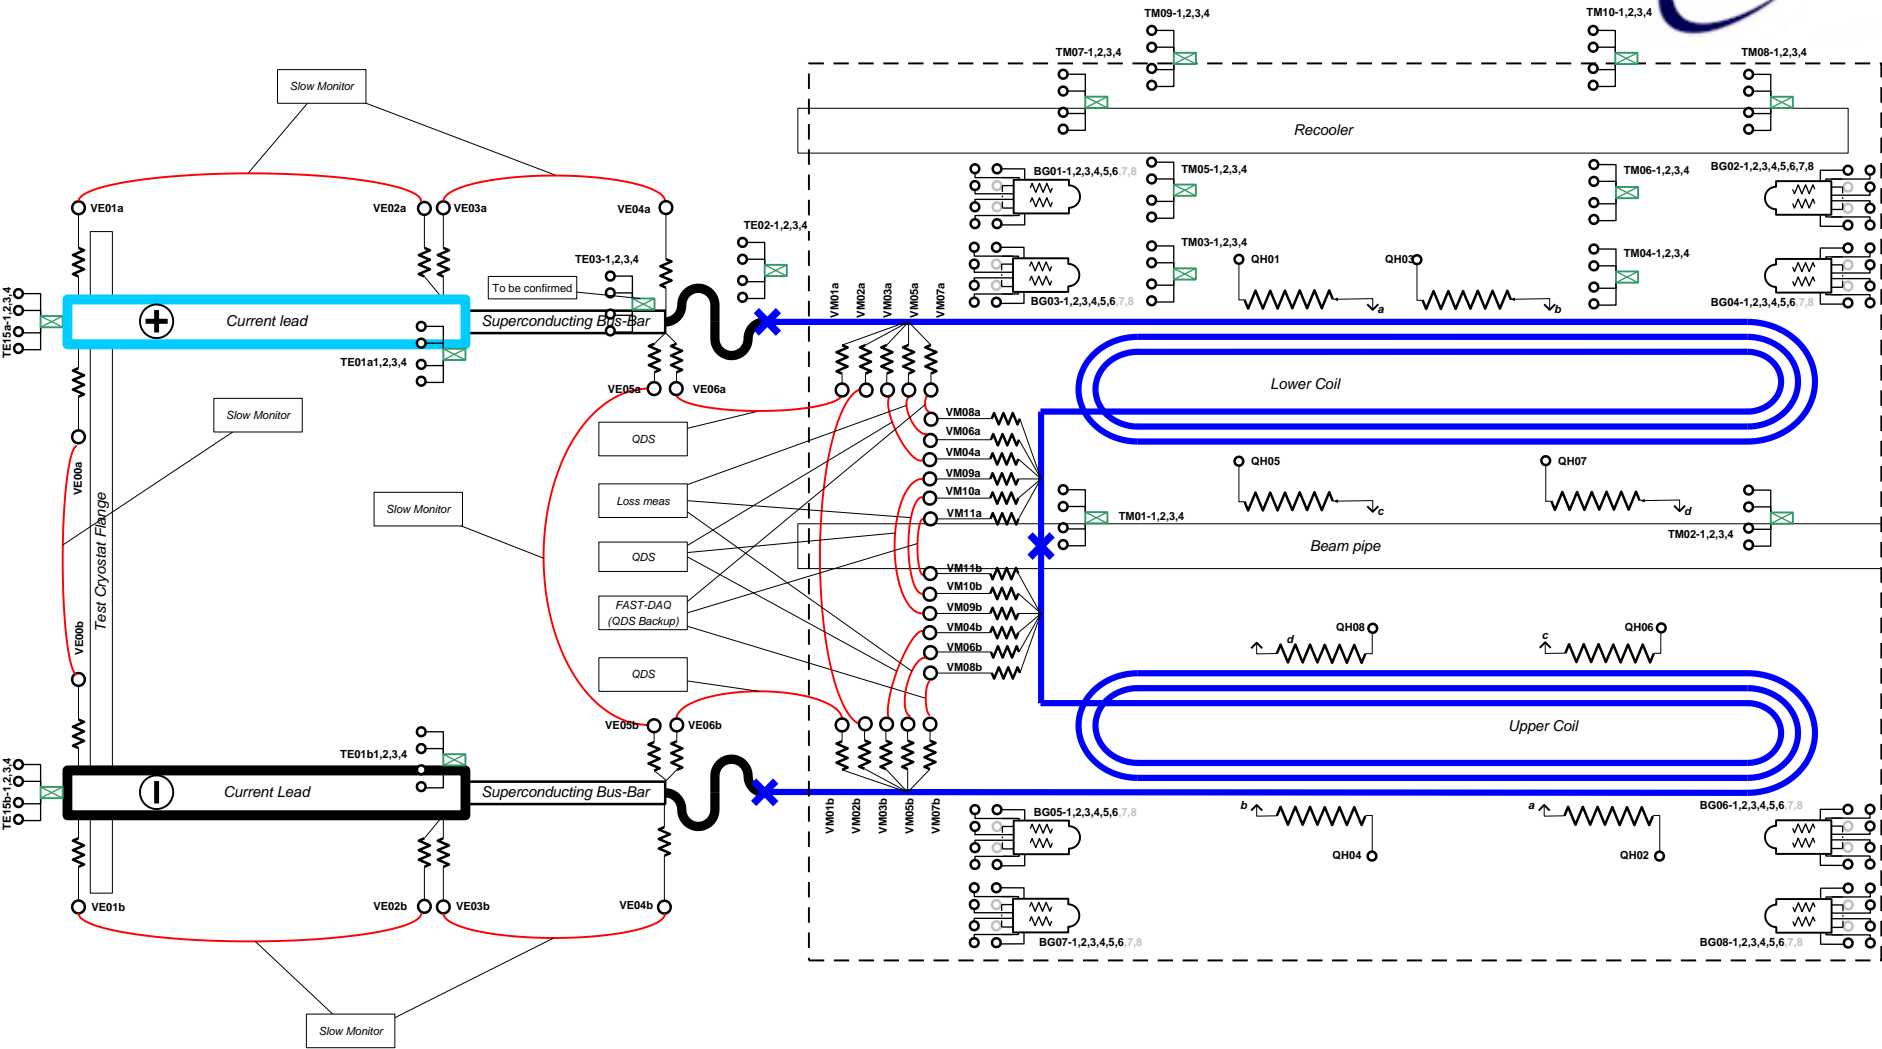 TM09-1,2,3,4
TM10-1,2,3,4
TM07-1,2,3,4
TM08-1,2,3,4
Slow Monitor
Recooler
BG01-1,2,3,4,5,6,7,8
TM05-1,2,3,4
TM06-1,2,3,4
BG02-1,2,3,4,5,6,7,8
VE01a
VE02a
VE03a
VE04a
TE02-1,2,3,4
TE03-1,2,3,4
To be confirmed
TM03-1,2,3,4
QH01
QH03
TM04-1,2,3,4
BG03-1,2,3,4,5,6,7,8
BG04-1,2,3,4,5,6,7,8
VM01a
VM02a
VM03a
VM05a
VM07a
a
b
TE15a-1,2,3,4
Current lead
Superconducting Bus-Bar
TE01a1,2,3,4
VE05a
VE06a
Lower Coil
Slow Monitor
QDS
VM08a
VM06a
VM04a
VM09a
VM10a
VM11a
VE00a
QH05
QH07
Slow Monitor
Loss meas
c
d
TM01-1,2,3,4
TM02-1,2,3,4
Test Cryostat Flange
QDS
Beam pipe
VM11b
VM10b
VM09b
VM04b
VM06b
VM08b
FAST-DAQ
(QDS Backup)
VE00b
QH08
d
QH06
c
QDS
VE05b
VE06b
Upper Coil
TE01b1,2,3,4
TE15b-1,2,3,4
Current Lead
Superconducting Bus-Bar
VM01b
VM02b
VM03b
VM05b
VM07b
BG05-1,2,3,4,5,6,7,8
b
a
BG06-1,2,3,4,5,6,7,8
QH04
QH02
VE01b
VE02b
VE03b
VE04b
BG07-1,2,3,4,5,6,7,8
BG08-1,2,3,4,5,6,7,8
Slow Monitor